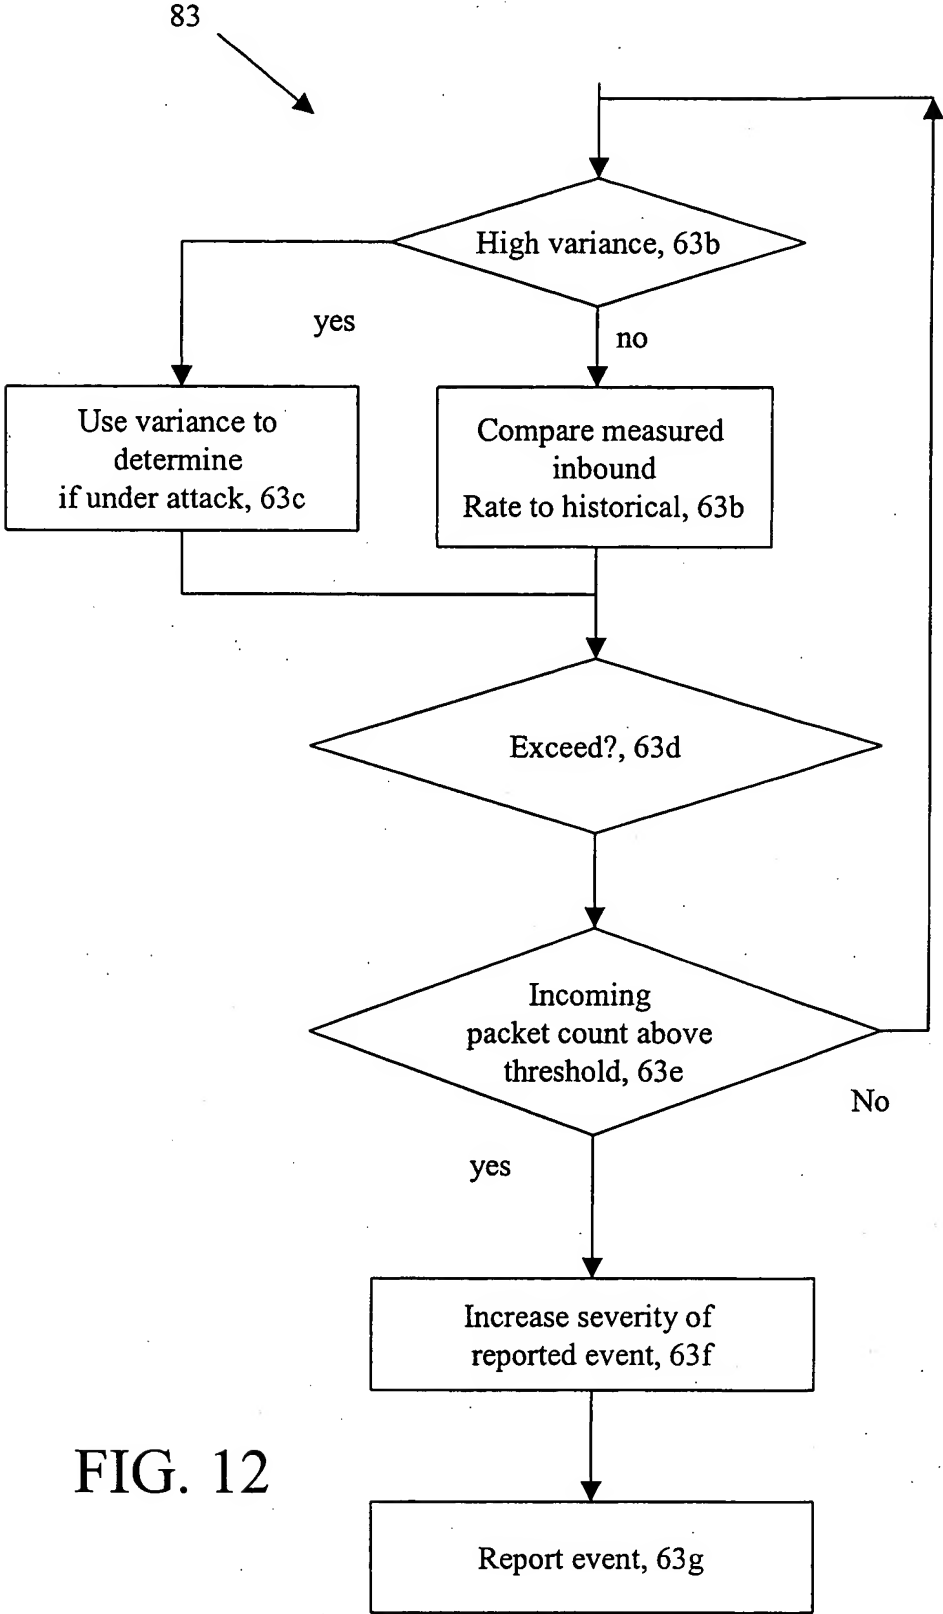 83
High variance, 63b
yes
no
Use variance to
determine
if under attack, 63c
Compare measured
inbound
Rate to historical, 63b
Exceed?, 63d
Incoming
packet count above
threshold, 63e
No
yes
Increase severity of
reported event, 63f
FIG. 12
Report event, 63g